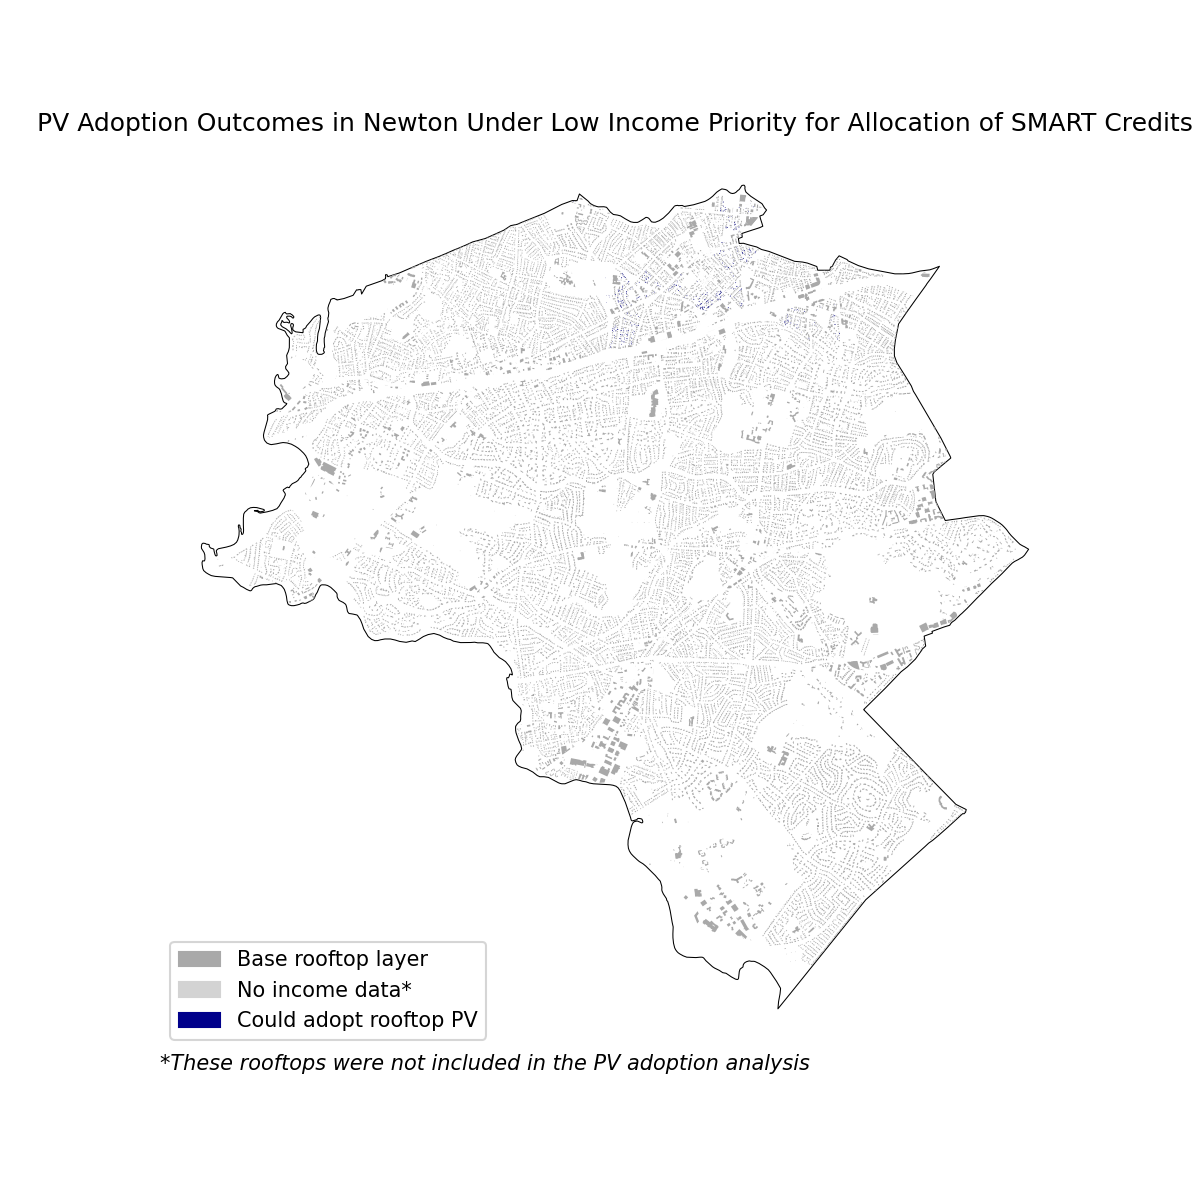 PV Adoption Outcomes in Newton Under Low Income Priority for Allocation of SMART Credits
Base rooftop layer
No income data*
Could adopt rooftop PV
*These rooftops were not included in the PV adoption analysis